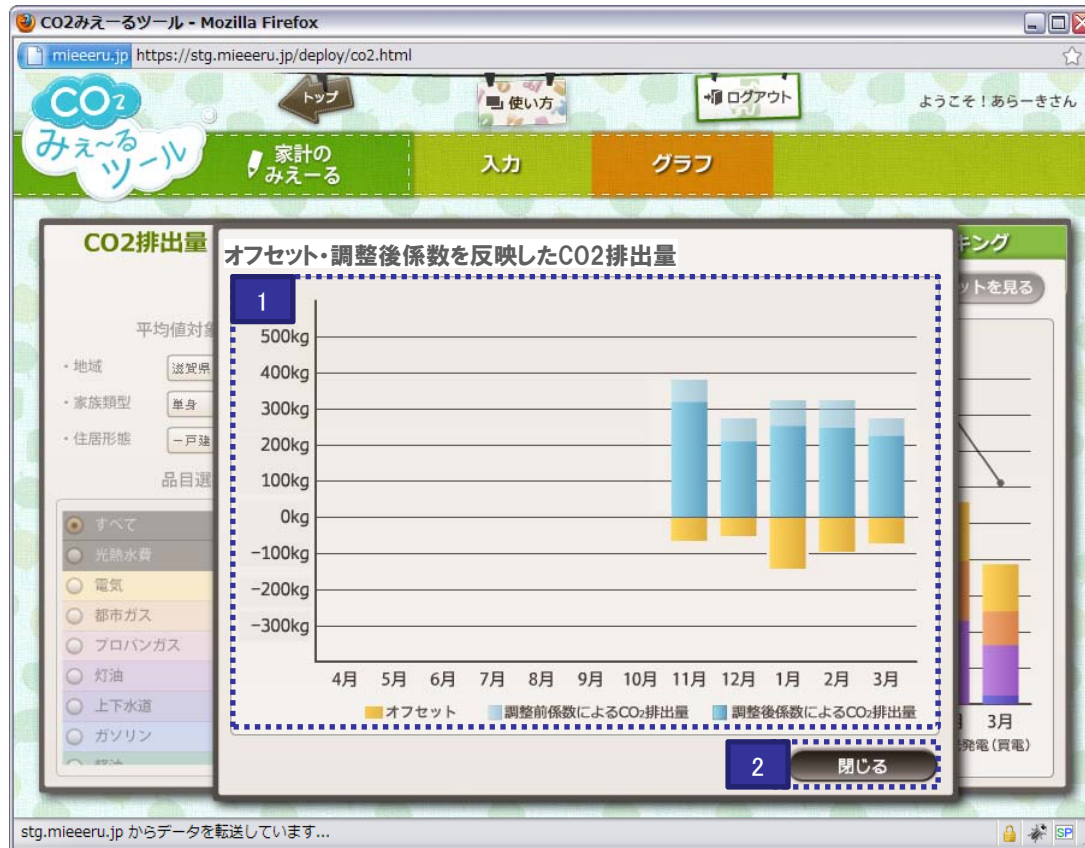 CO2みえーるツール - Mozilla Firefox
mieeeru.jp https://stg.mieeeru.jp/deploy/co2.html
CO2
みえ~る
ツール
トップ
使い方
ログアウト
ようこそ！あらーきさん
家計の
みえーる
入力
グラフ
CO2排出量
キング
オフセット・調整後係数を反映したCO2排出量
ットを見る
1
平均値対象
・地域
滋賀県
・家族類型
単身
・住居形態
一戸建
品目選
すべて
光熱水費
電気
都市ガス
プロパンガス
灯油
上下水道
ガソリン
500kg
400kg
300kg
200kg
100kg
0kg
-100kg
-200kg
-300kg
4月 5月 6月 7月 8月 9月 10月 11月 12月 1月 2月 3月
オフセット 調整前係数によるCO2排出量 調整後係数によるCO2排出量
3月
発電(買電)
2
閉じる
stg.mieeeru.jp からデータを転送しています...
SP